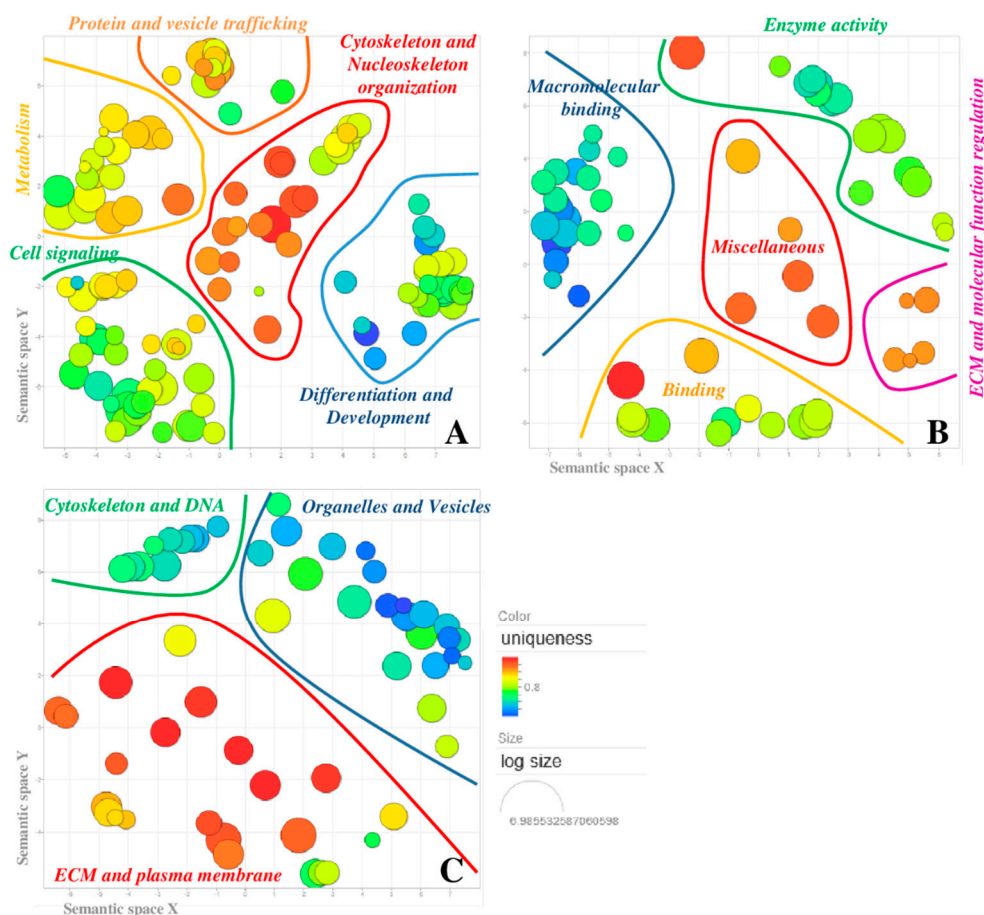 Protein and vesicle trafficking
Cytoskeleton and
Nucleoskeleton
organization
Metabolism
Cell signaling
Differentiation and
Development
A
Semantic space Y
Enzyme activity
Macromolecular
binding
Miscellaneous
Binding
ECM and molecular function regulation
B
Semantic space X
Cytoskeleton and DNA
Organelles and Vesicles
ECM and plasma membrane
C
Semantic space Y
Semantic space X
Color
uniqueness
0.8
Size
log size
6.985532587060598